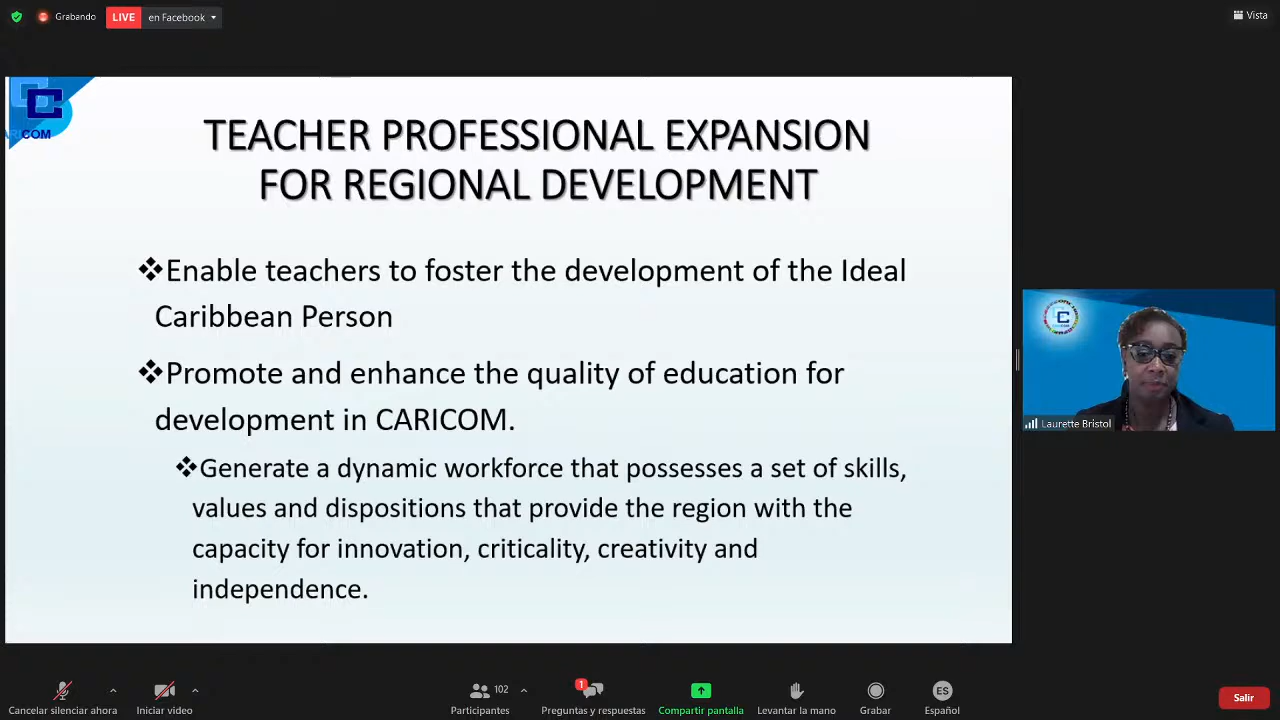 Grabando
LIVE
en Facebook
Vista
CARICOM
TEACHER PROFESSIONAL EXPANSION
FOR REGIONAL DEVELOPMENT
❖Enable teachers to foster the development of the Ideal
Caribbean Person
❖Promote and enhance the quality of education for
development in CARICOM.
❖Generate a dynamic workforce that possesses a set of skills,
values and dispositions that provide the region with the
capacity for innovation, criticality, creativity and
independence.
Laurette Bristol
Cancelar silenciar ahora
Iniciar video
102
Participantes
1
Preguntas y respuestas
Compartir pantalla
Levantar la mano
Grabar
ES
Español
Salir